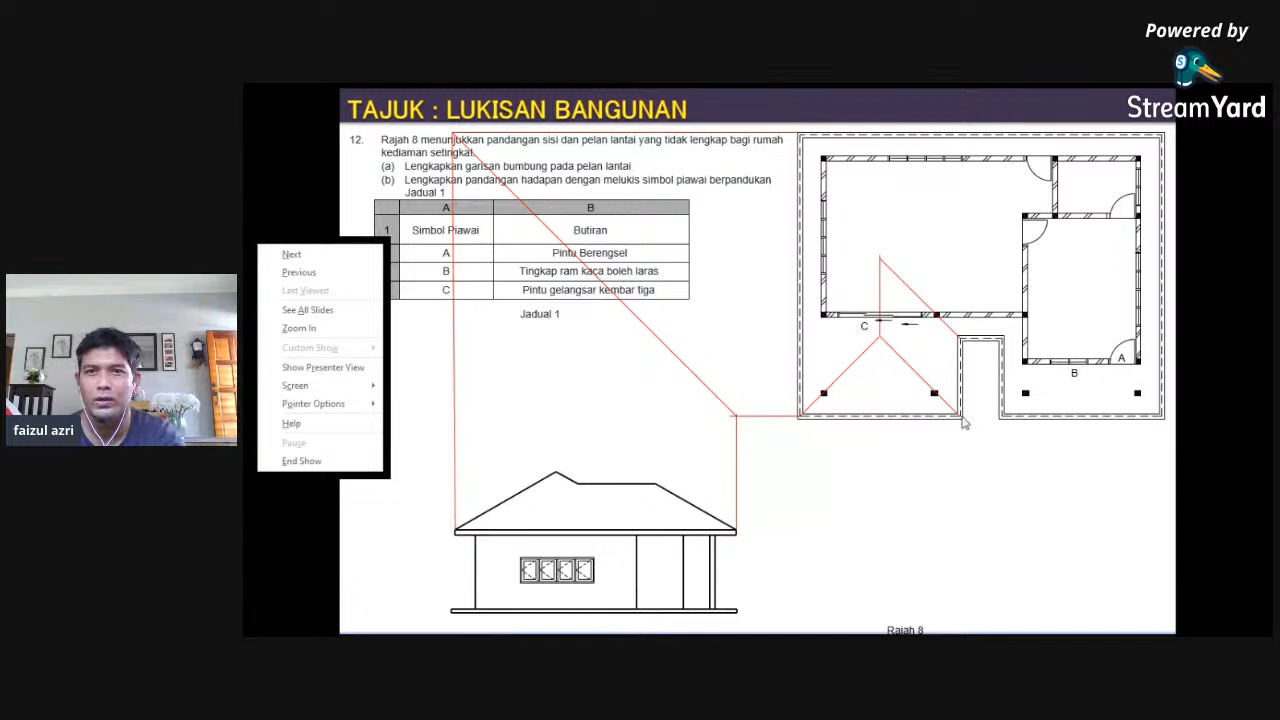 Powered by
StreamYard
TAJUK : LUKISAN BANGUNAN
12. Rajah 8 menunjukkan pandangan sisi dan pelan lantai yang tidak lengkap bagi rumah
kediaman setingkat.
(a) Lengkapkan garisan bumbung pada pelan lantai
(b) Lengkapkan pandangan hadapan dengan melukis simbol piawai berpandukan
Jadual 1
A B
1 Simbol Piawai Butiran
A Pintu Berengsel
B Tingkap ram kaca boleh laras
C Pintu gelangsar kembar tiga
Jadual 1
Next
Previous
Last Viewed
See All Slides
Zoom In
Custom Show
Show Presenter View
Screen
Pointer Options
Help
Pause
End Show
faizul azri
C
A
B
Rajah 8